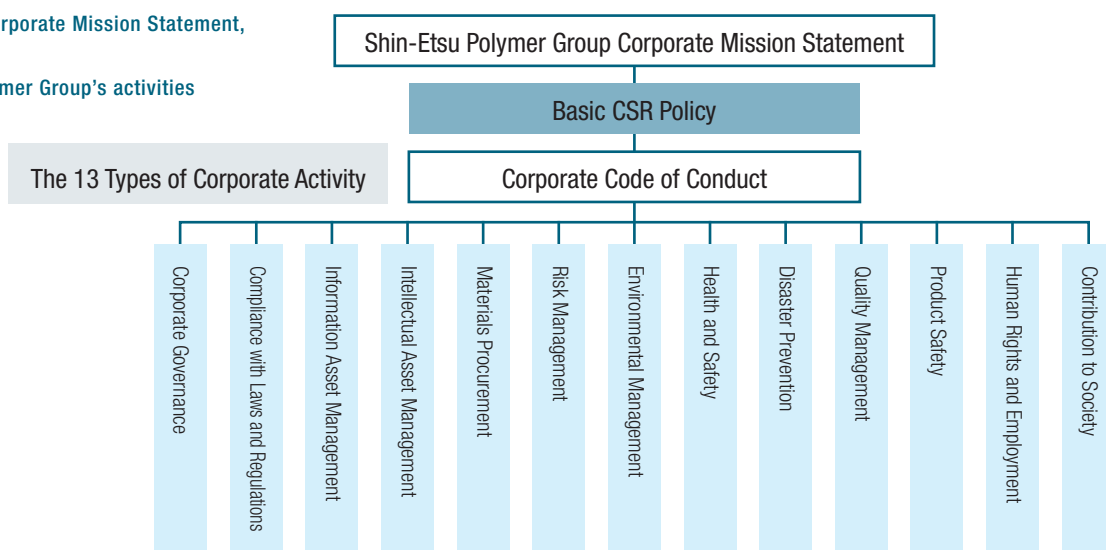 rporate Mission Statement,
mer Group's activities
Shin-Etsu Polymer Group Corporate Mission Statement
Basic CSR Policy
The 13 Types of Corporate Activity
Corporate Code of Conduct
Corporate Governance
Compliance with Laws and Regulations
Information Asset Management
Intellectual Asset Management
Materials Procurement
Risk Management
Environmental Management
Health and Safety
Disaster Prevention
Quality Management
Product Safety
Human Rights and Employment
Contribution to Society